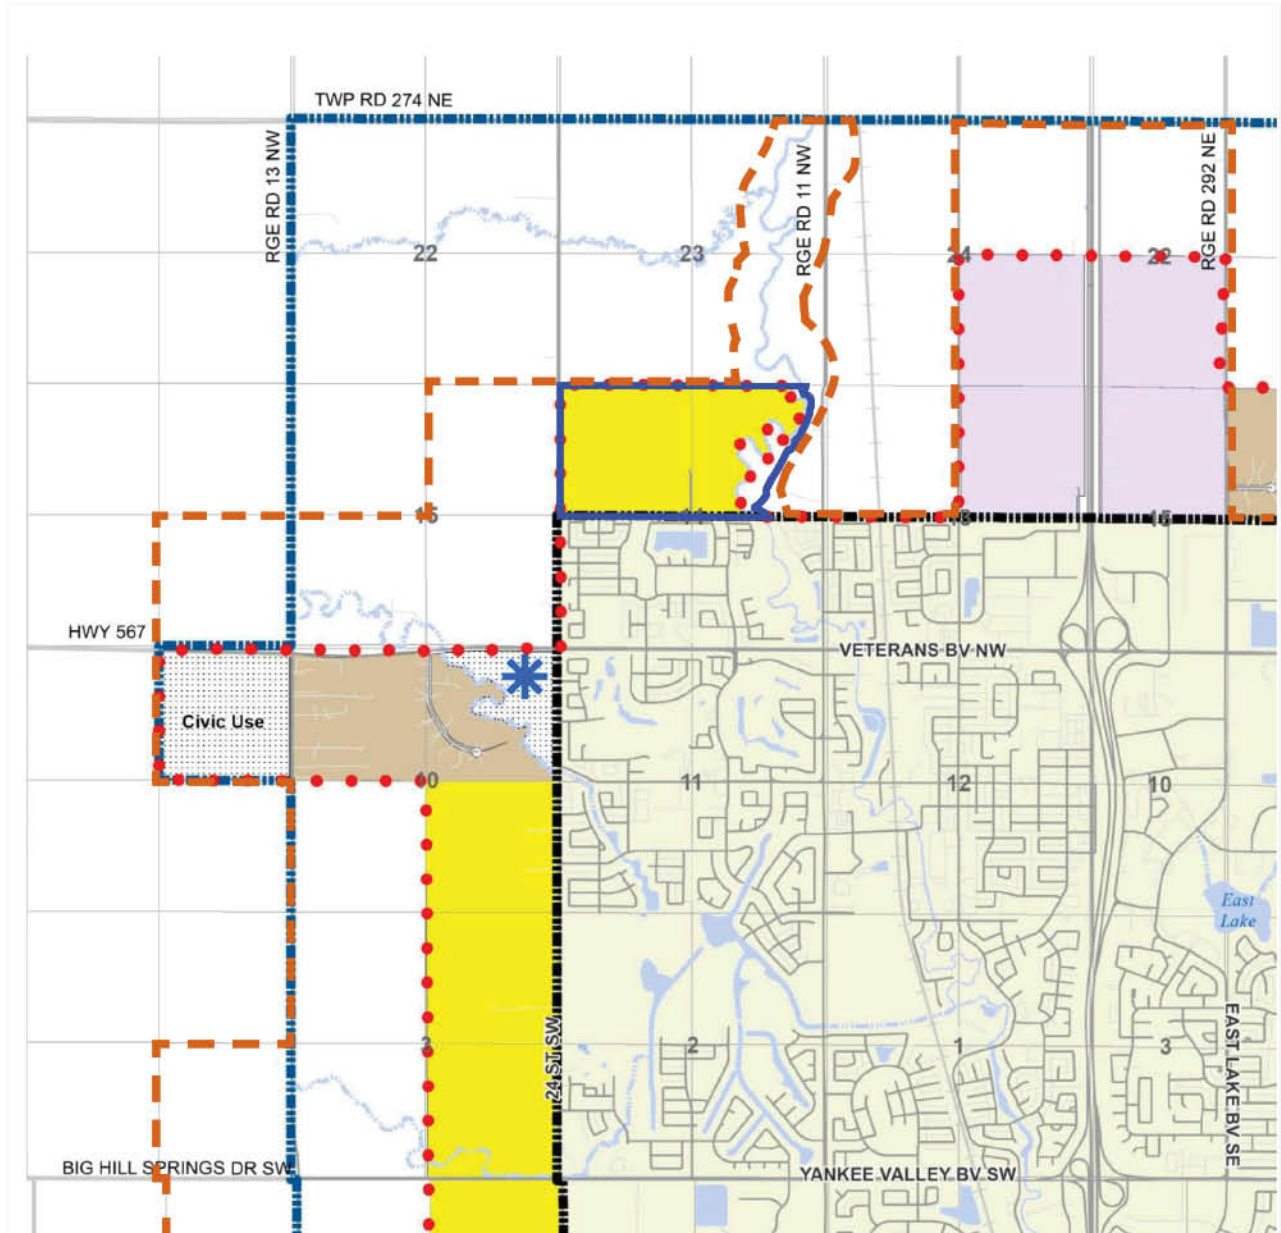 TWP RD 274 NE
RGE RD 13 NW
RGE RD 11 NW
RGE RD 292 NE
22
23
24
22
15
15
HWY 567
VETERANS BV NW
Civic Use
10
11
12
10
East
Lake
24 ST SW
EAST LAKE BV SE
3
2
1
3
BIG HILL SPRINGS DR SW
YANKEE VALLEY BV SW